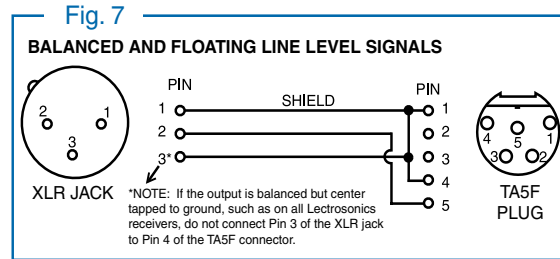 Fig. 7
BALANCED AND FLOATING LINE LEVEL SIGNALS
PIN
PIN
1
SHIELD
1
2
2
3*
3
4
5
2
1
3
XLR JACK
*NOTE: If the output is balanced but center
tapped to ground, such as on all Lectrosonics
receivers, do not connect Pin 3 of the XLR jack
to Pin 4 of the TA5F connector.
4
5
1
3
2
TA5F
PLUG